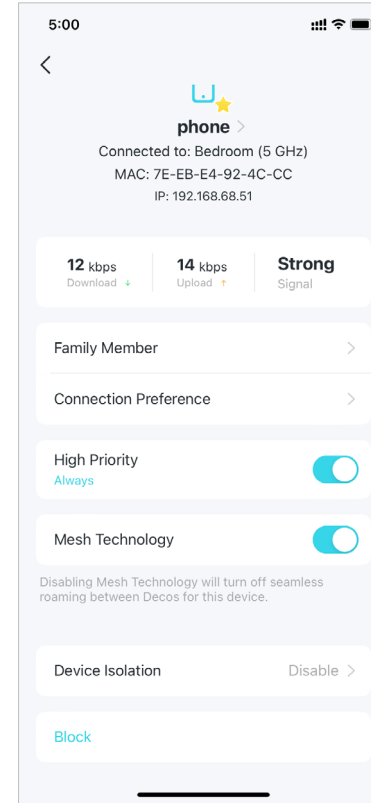 5:00
phone
Connected to: Bedroom (5 GHz)
MAC: 7E-EB-E4-92-4C-CC
IP: 192.168.68.51
12 kbps 14 kbps Strong
Download ↓ Upload ↑ Signal
Family Member
Connection Preference
High Priority
Always
Mesh Technology
Disabling Mesh Technology will turn off seamless
roaming between Decos for this device.
Device Isolation Disable
Block